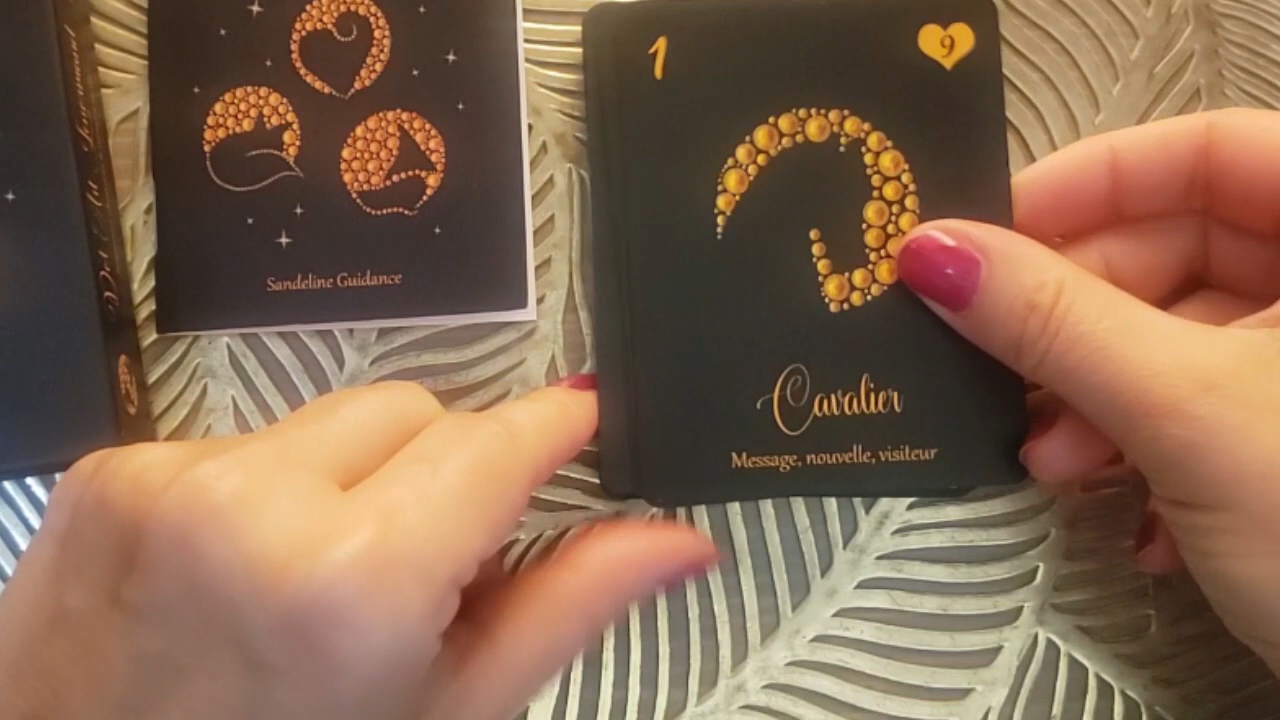 Sandeline Guidance
1
9
Cavalier
Message, nouvelle, visiteur